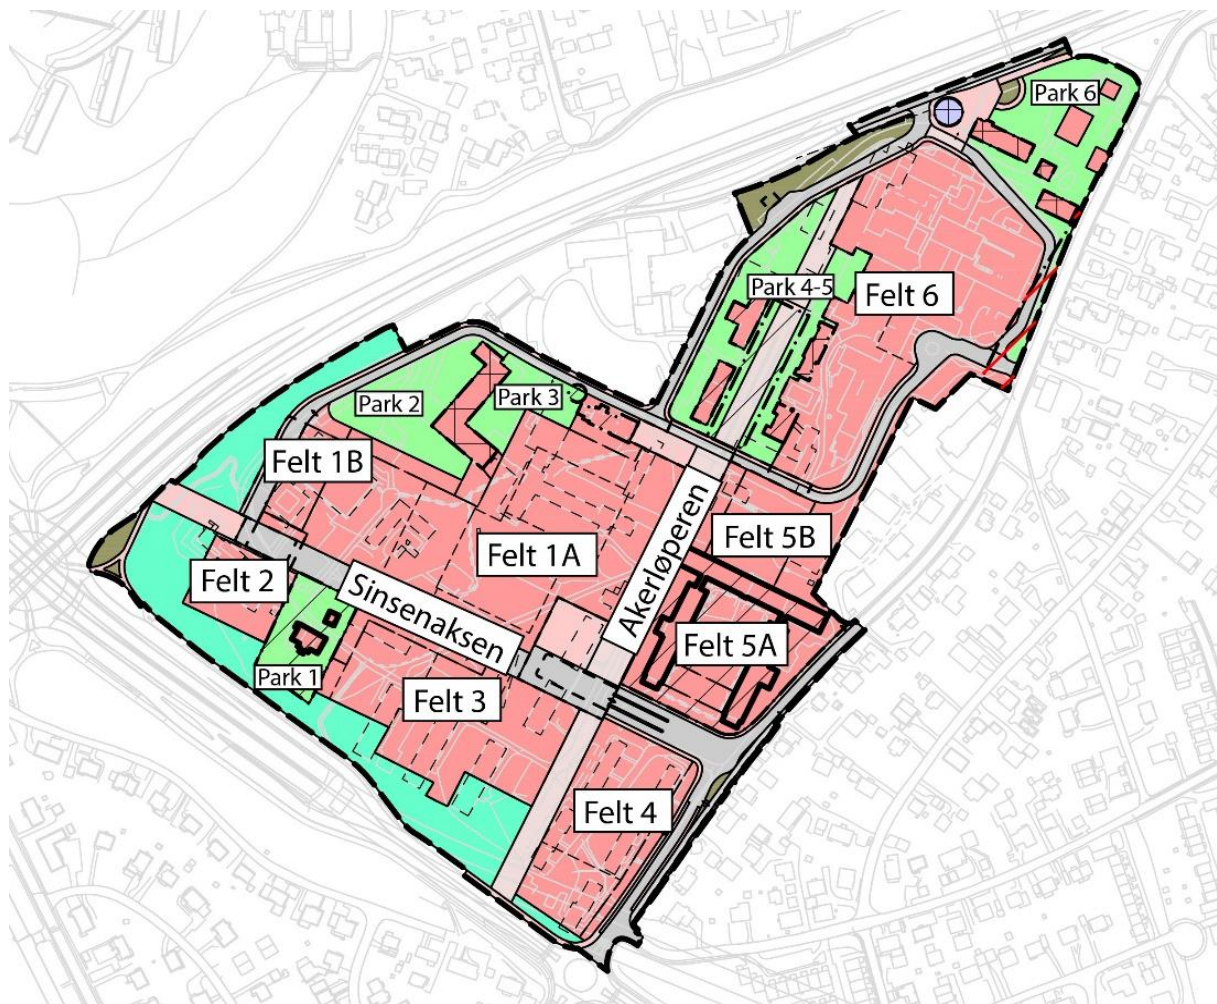 Park 6
Park 4-5
Felt 6
Park 2
Park 3
Felt 1B
Akerløperen
Felt 5B
Felt 1A
Felt 2
Sinsenaksen
Felt 5A
Park 1
Felt 3
Felt 4